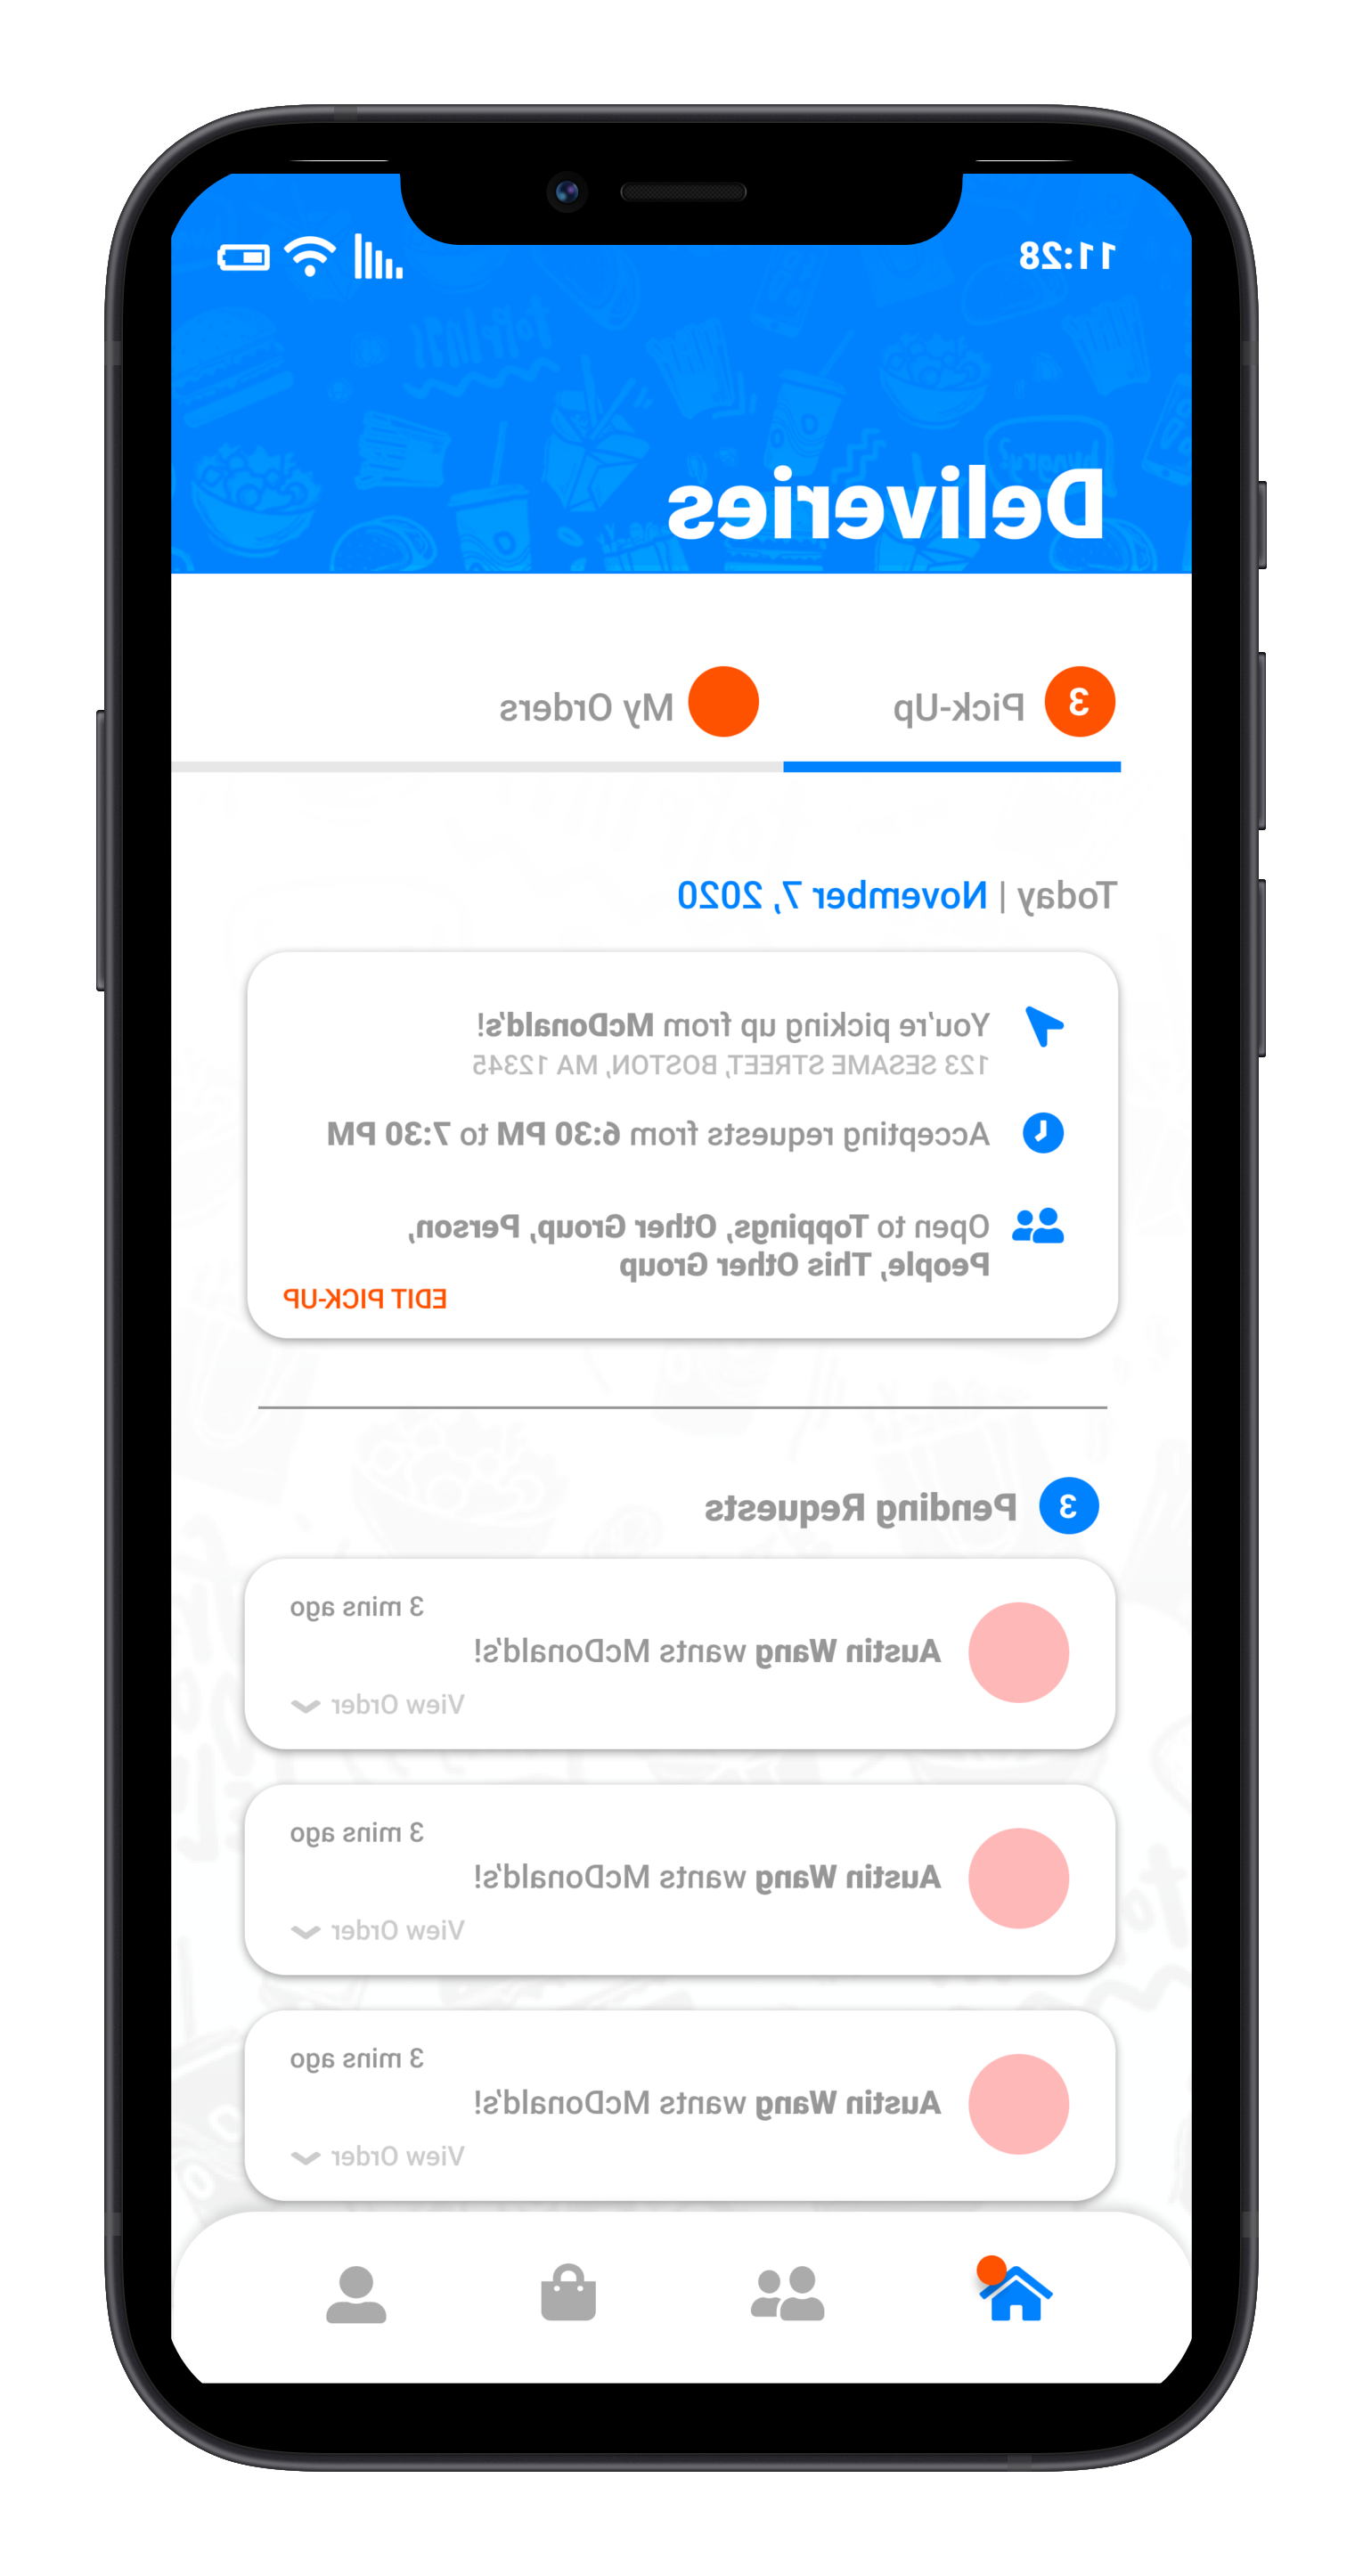 11:28
hungry?
Deliveries
3 Pick-Up
My Orders
Today | November 7, 2020
You're picking up from McDonald's!
123 SESAME STREET, BOSTON, MA 12345
Accepting requests from 6:30 PM to 7:30 PM
Open to Toppings, Other Group, Person,
People, This Other Group
EDIT PICK-UP
3 Pending Requests
3 mins ago
Austin Wang wants McDonald's!
View Order
3 mins ago
Austin Wang wants McDonald's!
View Order
3 mins ago
Austin Wang wants McDonald's!
View Order